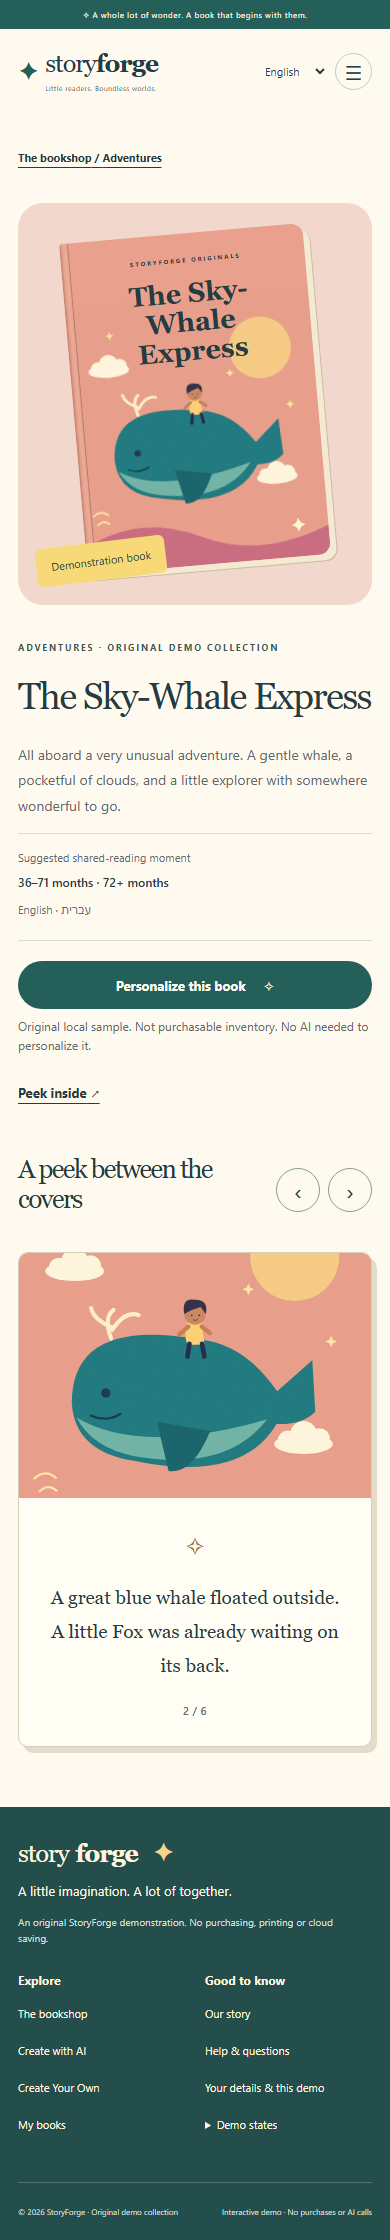 ✧ A whole lot of wonder. A book that begins with them.
storyforge
Little readers. Boundless worlds.
English
The bookshop / Adventures
STORYFORGE ORIGINALS
The Sky-
Whale
Express
Demonstration book
ADVENTURES · ORIGINAL DEMO COLLECTION
The Sky-Whale Express
All aboard a very unusual adventure. A gentle whale, a
pocketful of clouds, and a little explorer with somewhere
wonderful to go.
Suggested shared-reading moment
36–71 months · 72+ months
English · עברית
Personalize this book ✧
Original local sample. Not purchasable inventory. No AI needed to
personalize it.
Peek inside ↗
A peek between the
covers
‹ ›
A great blue whale floated outside.
A little Fox was already waiting on
its back.
2 / 6
story forge
A little imagination. A lot of together.
An original StoryForge demonstration. No purchasing, printing or cloud
saving.
Explore
The bookshop
Create with AI
Create Your Own
My books
Good to know
Our story
Help & questions
Your details & this demo
▶ Demo states
© 2026 StoryForge · Original demo collection
Interactive demo · No purchases or AI calls